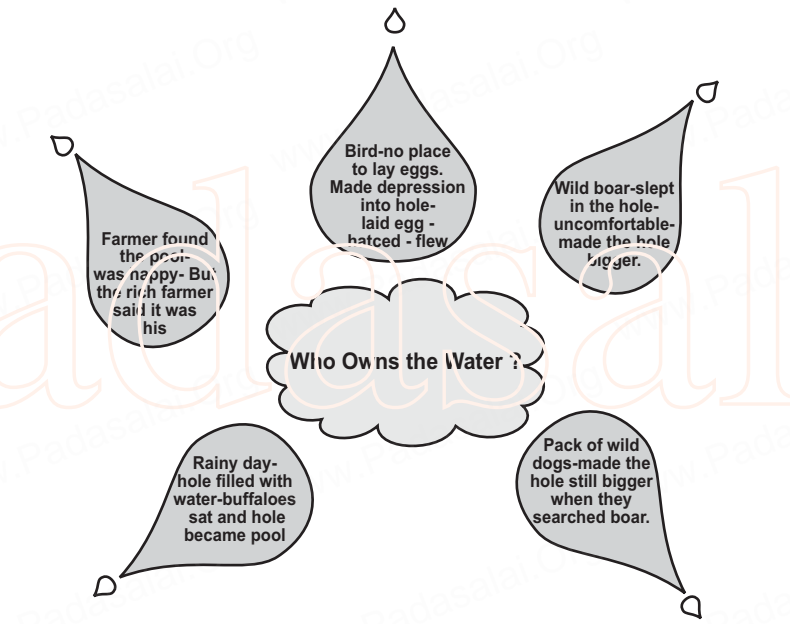 Bird-no place
to lay eggs.
Made depression
into hole-
laid egg -
hatced - flew
Wild boar-slept
in the hole-
uncomfortable-
made the hole
bigger.
Farmer found
the pool-
was happy- But
the rich farmer
said it was
his
Who Owns the Water ?
Rainy day-
hole filled with
water-buffaloes
sat and hole
became pool
Pack of wild
dogs-made the
hole still bigger
when they
searched boar.